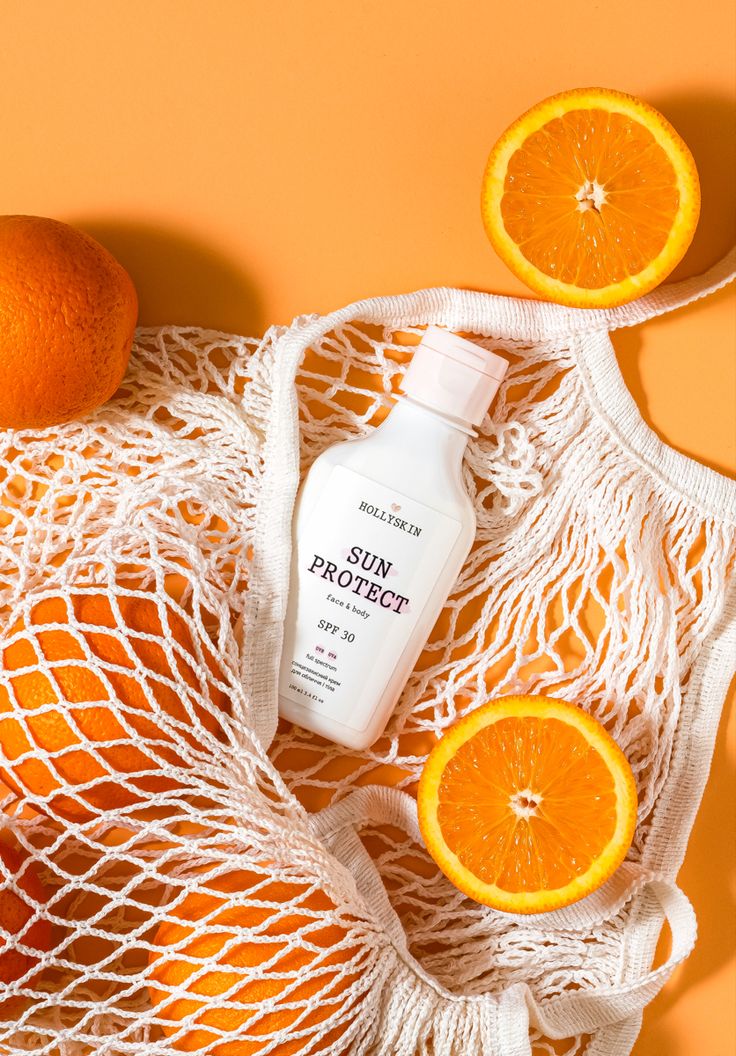 HOLLYSKIN
SUN
PROTECT
face & body
SPF 30
UVB UVA
full spectrum
сонцезахисний крем
для обличчя і тіла
100 ml 3.4 fl oz